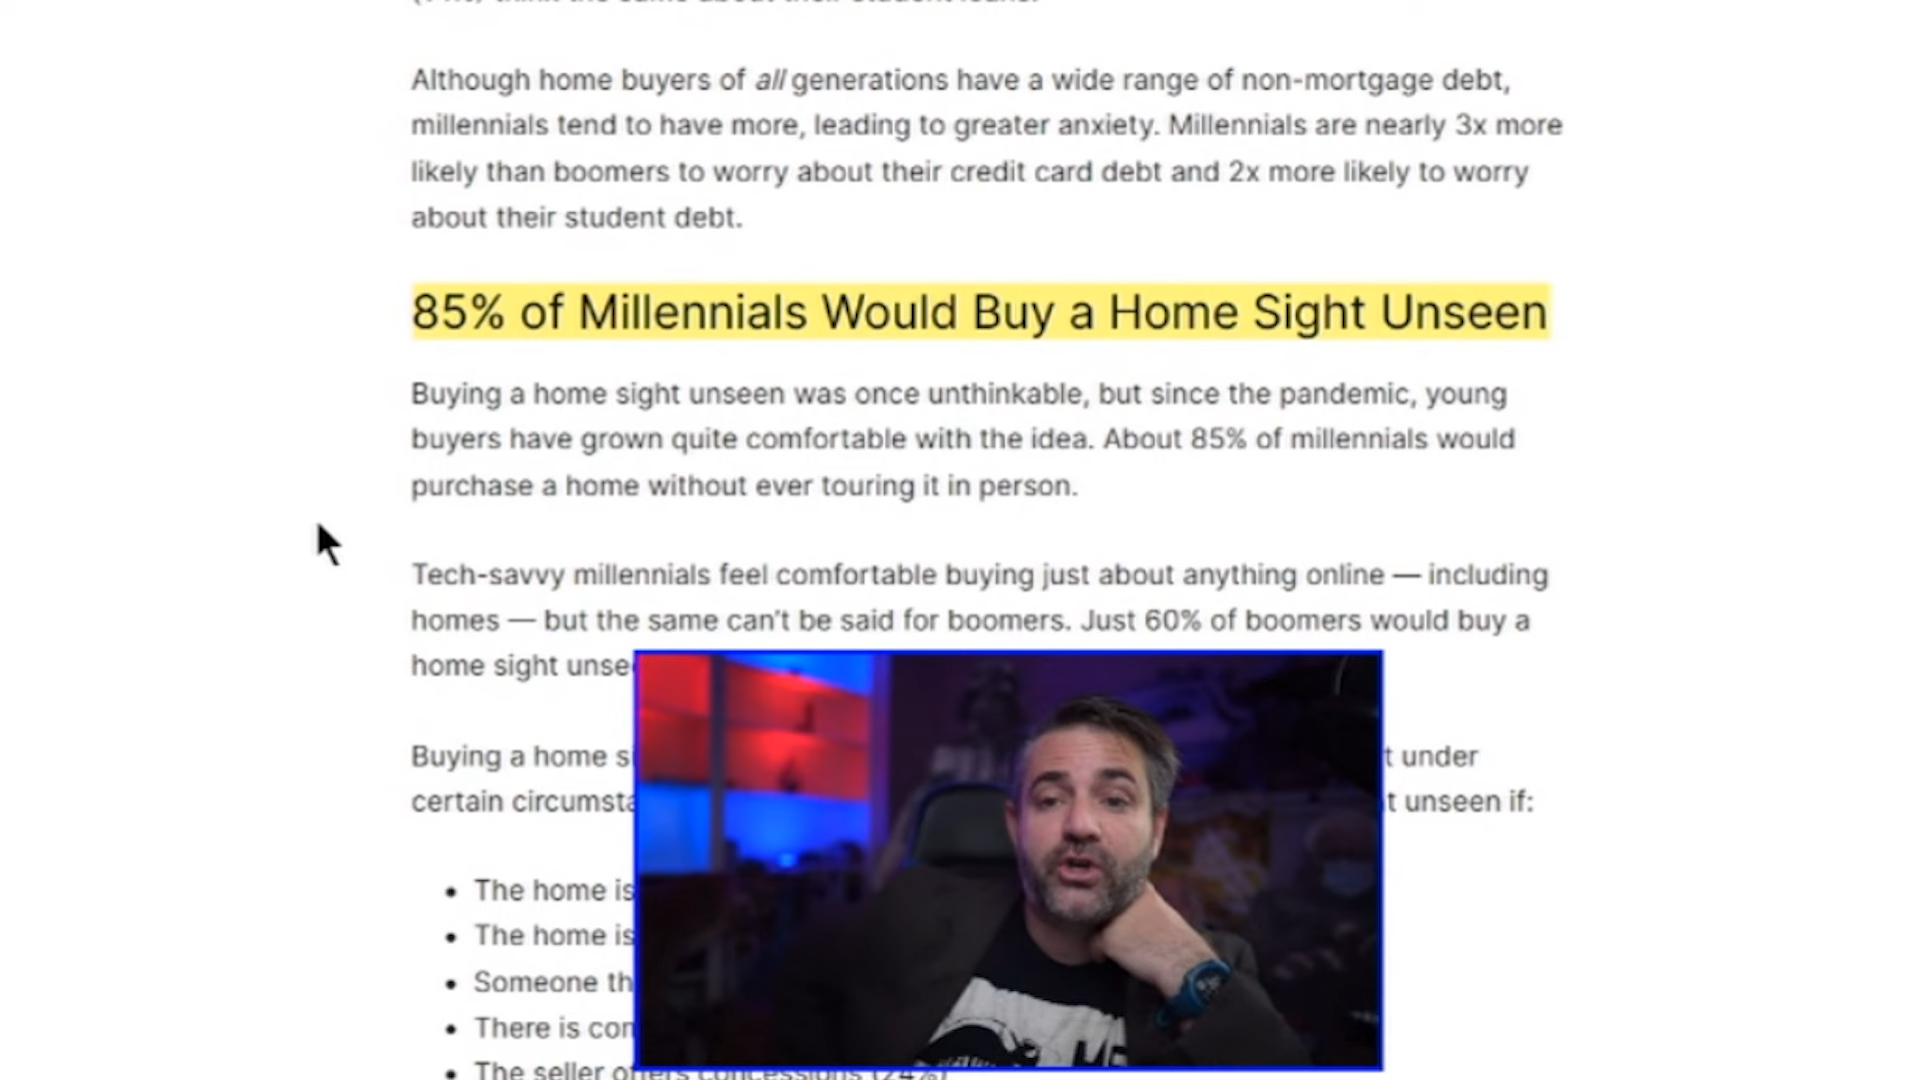 Although home buyers of all generations have a wide range of non-mortgage debt,
millennials tend to have more, leading to greater anxiety. Millennials are nearly 3x more
likely than boomers to worry about their credit card debt and 2x more likely to worry
about their student debt.
85% of Millennials Would Buy a Home Sight Unseen
Buying a home sight unseen was once unthinkable, but since the pandemic, young
buyers have grown quite comfortable with the idea. About 85% of millennials would
purchase a home without ever touring it in person.
Tech-savvy millennials feel comfortable buying just about anything online — including
homes — but the same can't be said for boomers. Just 60% of boomers would buy a
home sight
Buying a home under
certain unseen if:
• The home is
• The home is
• Someone
• There is
• The seller offers concessions (24%)